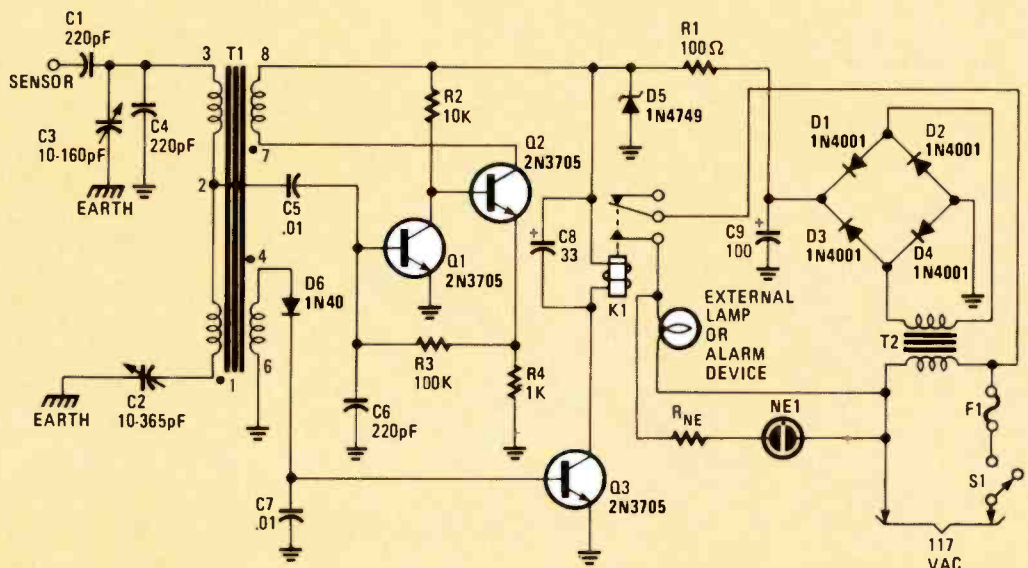 C1
220pF
SENSOR
C3
10-160pF
C4
220pF
EARTH
3
T1
8
7
2
4
1
6
C5
.01
D6
1N40
EARTH
C2
10-365pF
R2
10K
Q2
2N3705
Q1
2N3705
R3
100K
R4
1K
C6
220pF
C7
.01
Q3
2N3705
+
C8
33
K1
R1
100Ω
D5
1N4749
+
C9
100
D1
1N4001
D2
1N4001
D3
1N4001
D4
1N4001
EXTERNAL
LAMP
OR
ALARM
DEVICE
RNE
NE1
T2
F1
S1
117
VAC